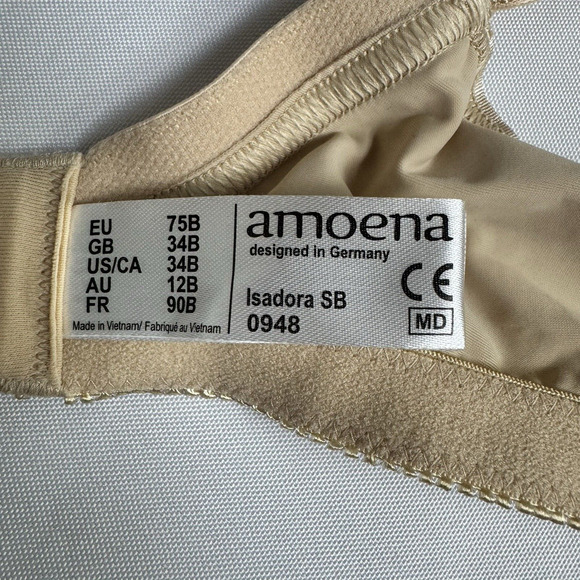 EU 75B
GB 34B
US/CA 34B
AU 12B
FR 90B
Made in Vietnam/ Fabriqué au Vietnam
amoena
designed in Germany
CE
Isadora SB
0948
MD